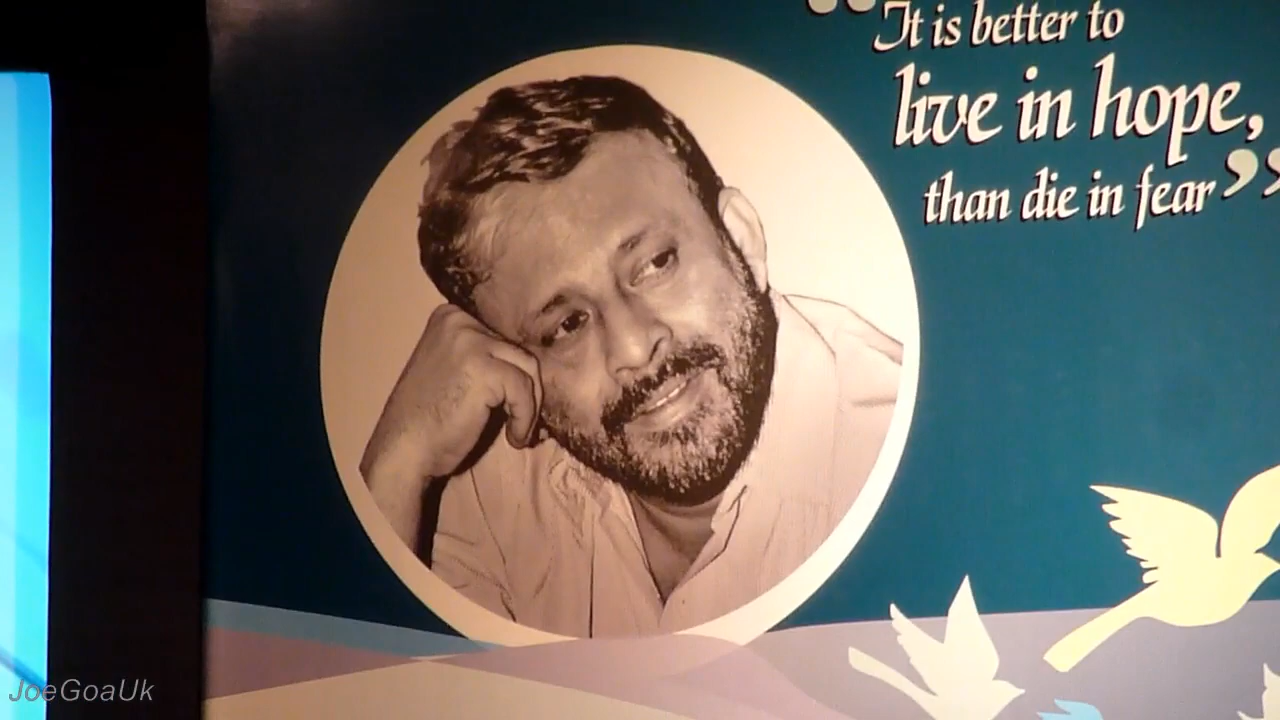 “It is better to
live in hope,
than die in fear”
JoeGoaUk